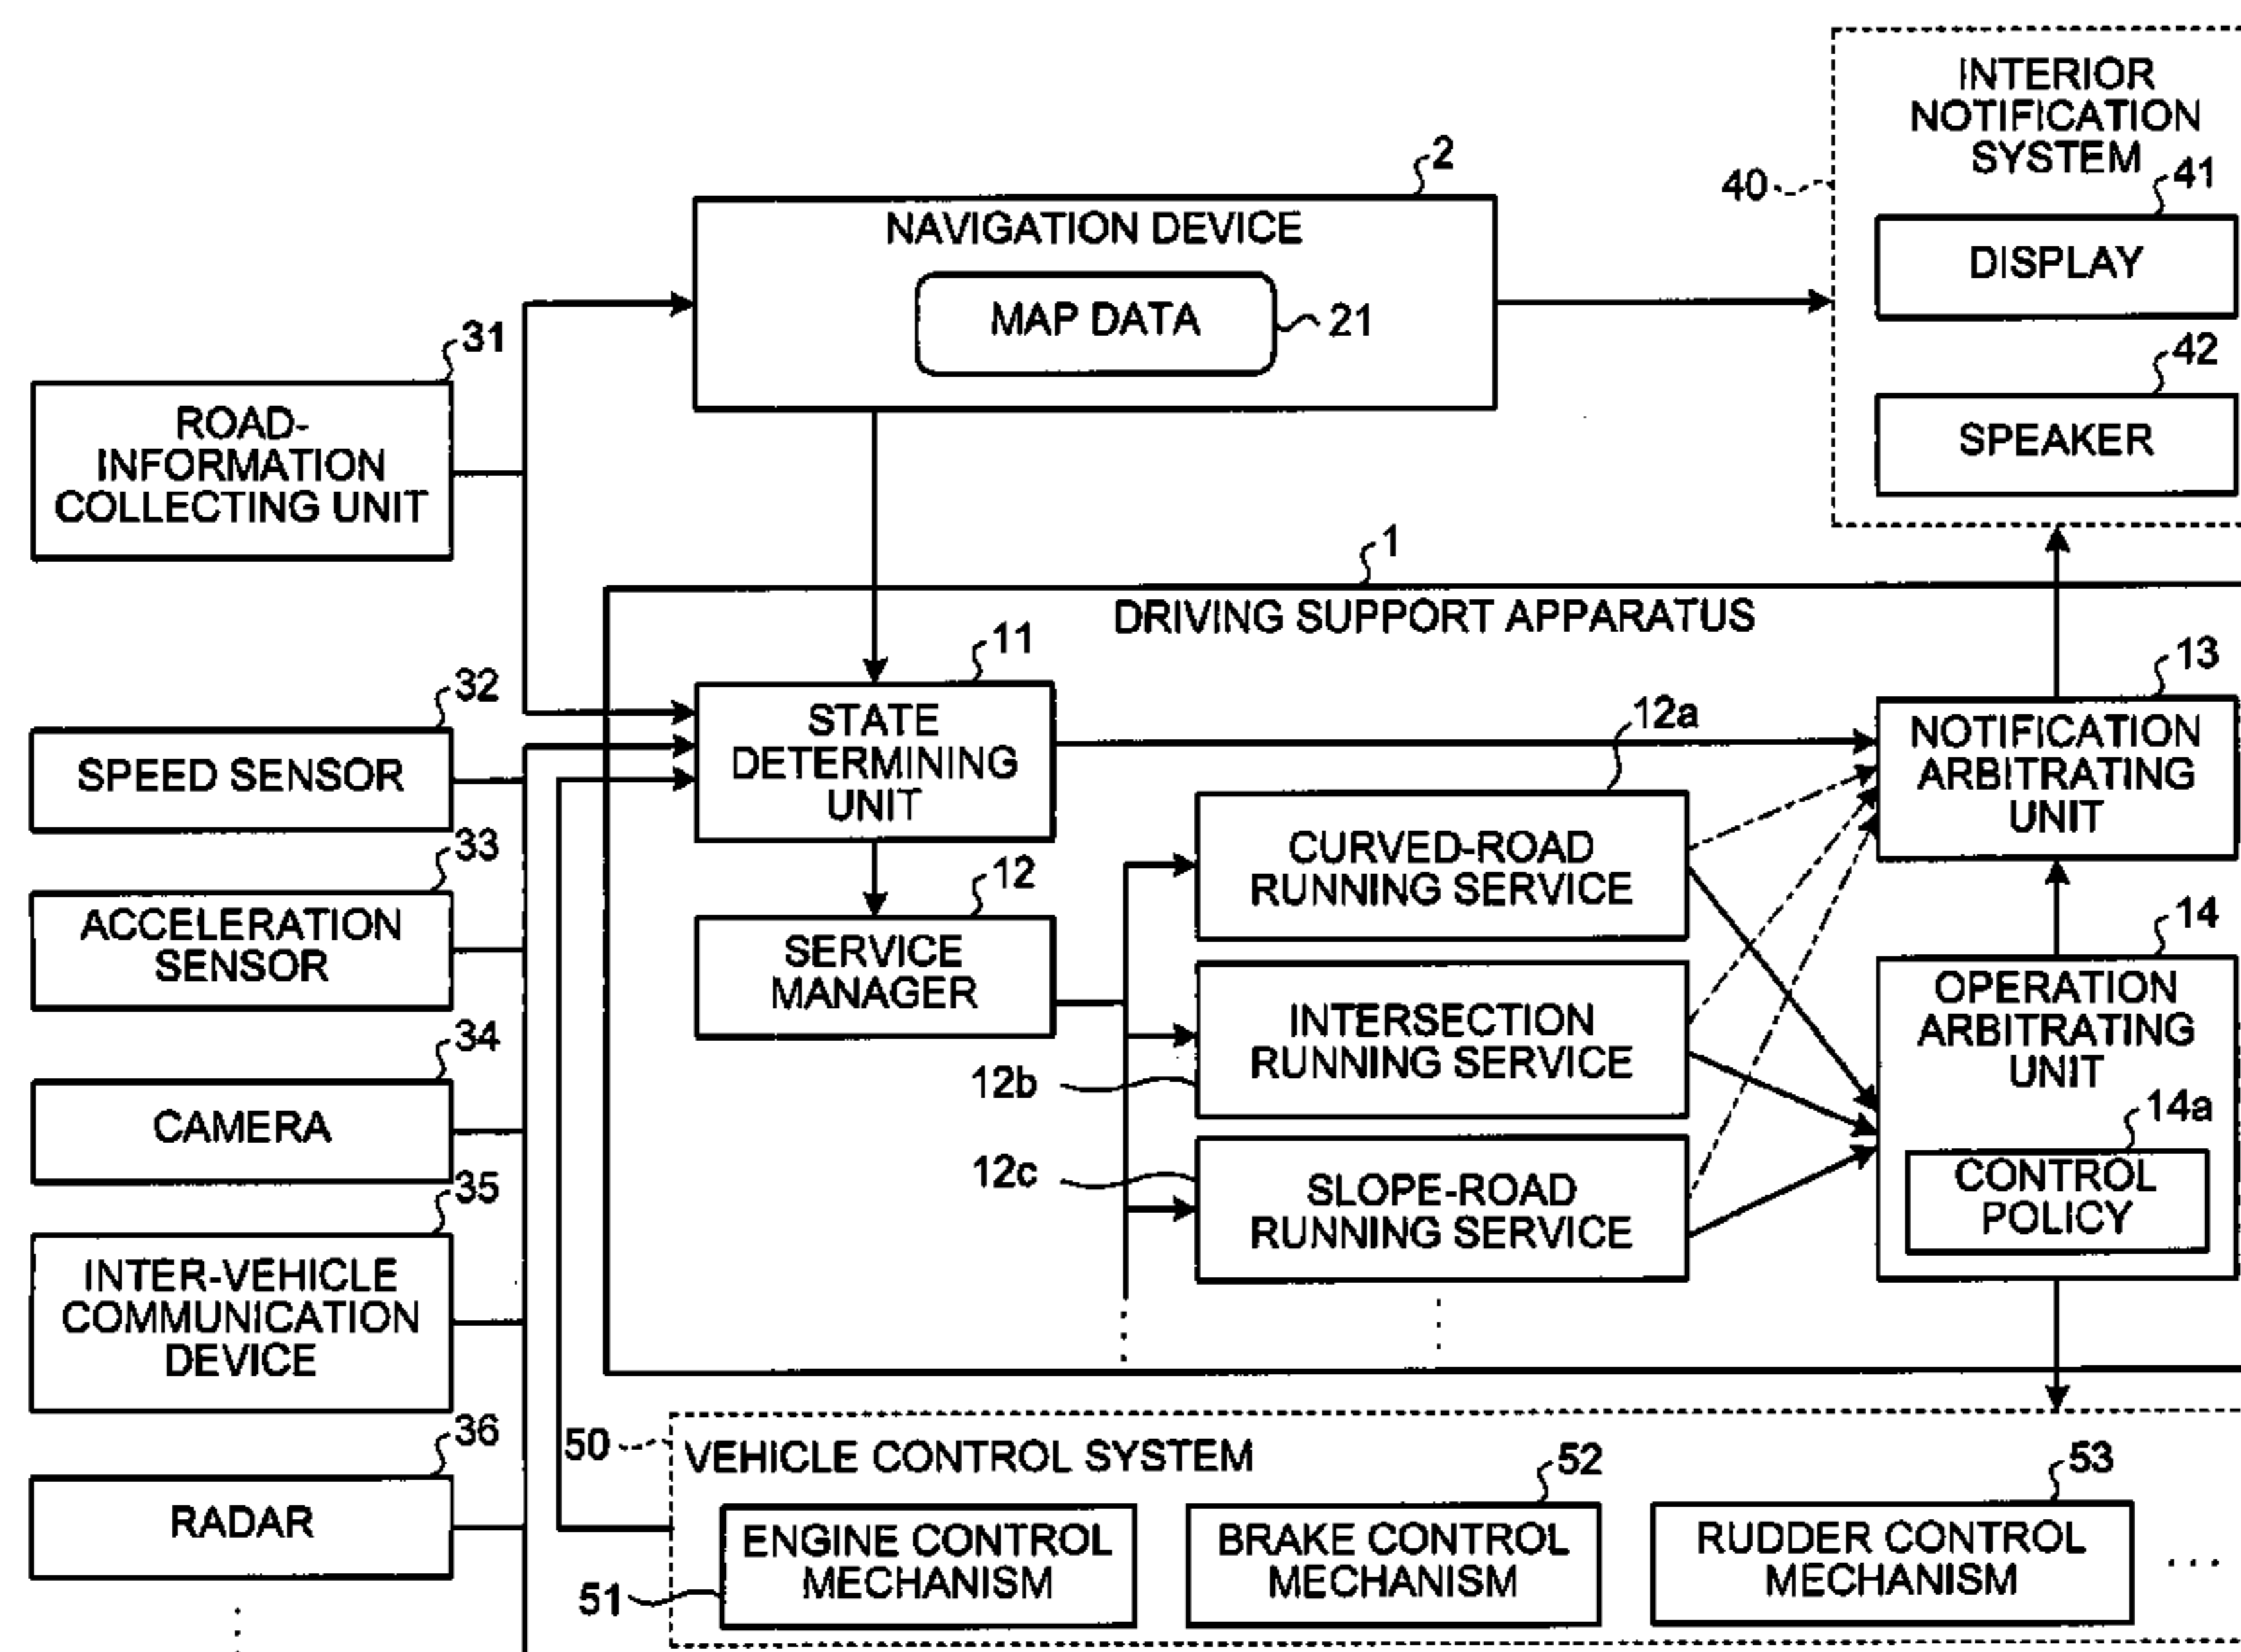 INTERIOR
NOTIFICATION
SYSTEM
40
41
DISPLAY
42
SPEAKER
2
NAVIGATION DEVICE
MAP DATA
21
31
ROAD-
INFORMATION
COLLECTING UNIT
1
DRIVING SUPPORT APPARATUS
11
STATE
DETERMINING
UNIT
13
NOTIFICATION
ARBITRATING
UNIT
32
SPEED SENSOR
12a
CURVED-ROAD
RUNNING SERVICE
33
ACCELERATION
SENSOR
12
SERVICE
MANAGER
14
OPERATION
ARBITRATING
UNIT
14a
CONTROL
POLICY
INTERSECTION
RUNNING SERVICE
12b
34
CAMERA
12c
SLOPE-ROAD
RUNNING SERVICE
35
INTER-VEHICLE
COMMUNICATION
DEVICE
36
RADAR
50
VEHICLE CONTROL SYSTEM
51
ENGINE CONTROL
MECHANISM
52
BRAKE CONTROL
MECHANISM
53
RUDDER CONTROL
MECHANISM
...